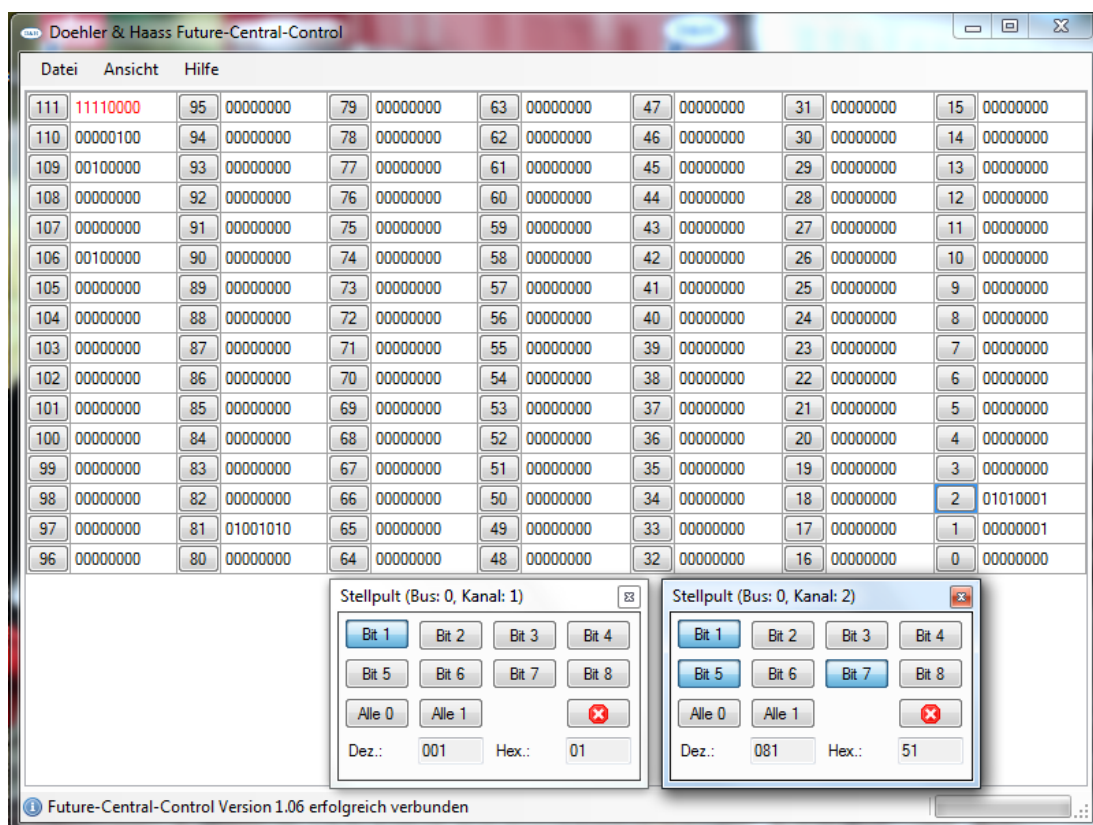 Doehler & Haass Future-Central-Control
Datei Ansicht Hilfe
111 11110000 95 00000000 79 00000000 63 00000000 47 00000000 31 00000000 15 00000000
110 00000100 94 00000000 78 00000000 62 00000000 46 00000000 30 00000000 14 00000000
109 00100000 93 00000000 77 00000000 61 00000000 45 00000000 29 00000000 13 00000000
108 00000000 92 00000000 76 00000000 60 00000000 44 00000000 28 00000000 12 00000000
107 00000000 91 00000000 75 00000000 59 00000000 43 00000000 27 00000000 11 00000000
106 00100000 90 00000000 74 00000000 58 00000000 42 00000000 26 00000000 10 00000000
105 00000000 89 00000000 73 00000000 57 00000000 41 00000000 25 00000000 9 00000000
104 00000000 88 00000000 72 00000000 56 00000000 40 00000000 24 00000000 8 00000000
103 00000000 87 00000000 71 00000000 55 00000000 39 00000000 23 00000000 7 00000000
102 00000000 86 00000000 70 00000000 54 00000000 38 00000000 22 00000000 6 00000000
101 00000000 85 00000000 69 00000000 53 00000000 37 00000000 21 00000000 5 00000000
100 00000000 84 00000000 68 00000000 52 00000000 36 00000000 20 00000000 4 00000000
99 00000000 83 00000000 67 00000000 51 00000000 35 00000000 19 00000000 3 00000000
98 00000000 82 00000000 66 00000000 50 00000000 34 00000000 18 00000000 2 01010001
97 00000000 81 01001010 65 00000000 49 00000000 33 00000000 17 00000000 1 00000001
96 00000000 80 00000000 64 00000000 48 00000000 32 00000000 16 00000000 0 00000000
Stellpult (Bus: 0, Kanal: 1)
Bit 1 Bit 2 Bit 3 Bit 4
Bit 5 Bit 6 Bit 7 Bit 8
Alle 0 Alle 1
Dez.: 001 Hex.: 01
Stellpult (Bus: 0, Kanal: 2)
Bit 1 Bit 2 Bit 3 Bit 4
Bit 5 Bit 6 Bit 7 Bit 8
Alle 0 Alle 1
Dez.: 081 Hex.: 51
Future-Central-Control Version 1.06 erfolgreich verbunden